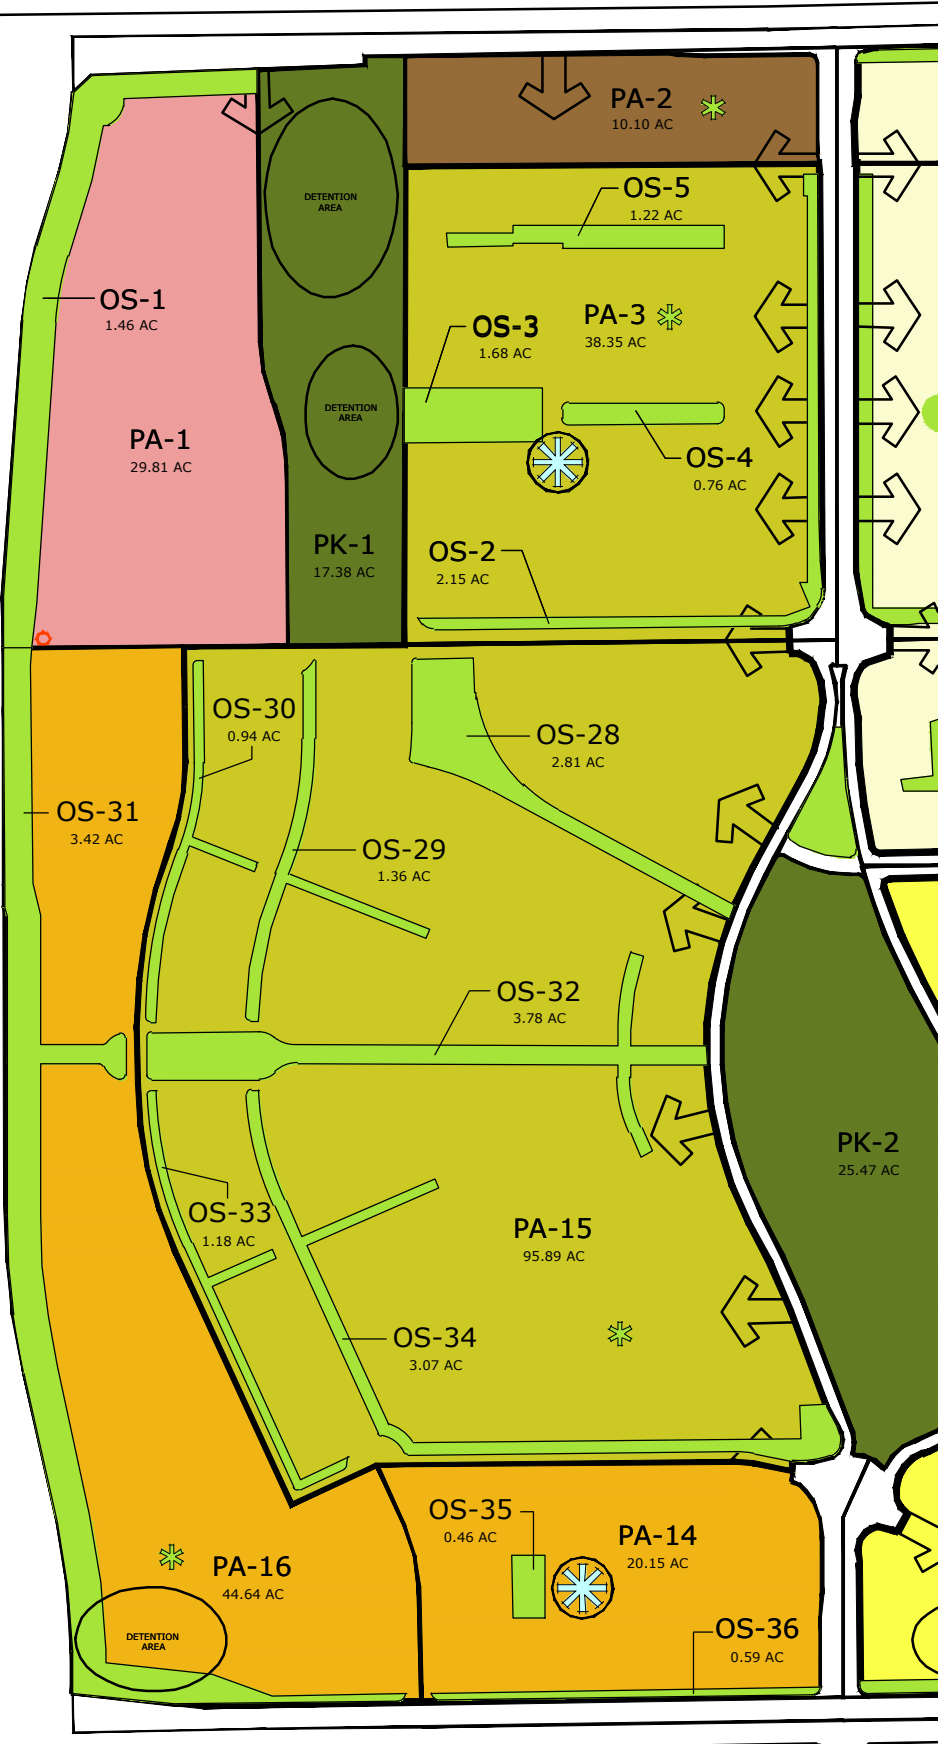 PA-2
10.10 AC
DETENTION
AREA
OS-5
1.22 AC
OS-1
1.46 AC
OS-3
1.68 AC
PA-3
38.35 AC
DETENTION
AREA
PA-1
29.81 AC
OS-4
0.76 AC
PK-1
17.38 AC
OS-2
2.15 AC
OS-30
0.94 AC
OS-28
2.81 AC
OS-31
3.42 AC
OS-29
1.36 AC
OS-32
3.78 AC
PK-2
25.47 AC
OS-33
1.18 AC
PA-15
95.89 AC
OS-34
3.07 AC
OS-35
0.46 AC
PA-14
20.15 AC
PA-16
44.64 AC
DETENTION
AREA
OS-36
0.59 AC